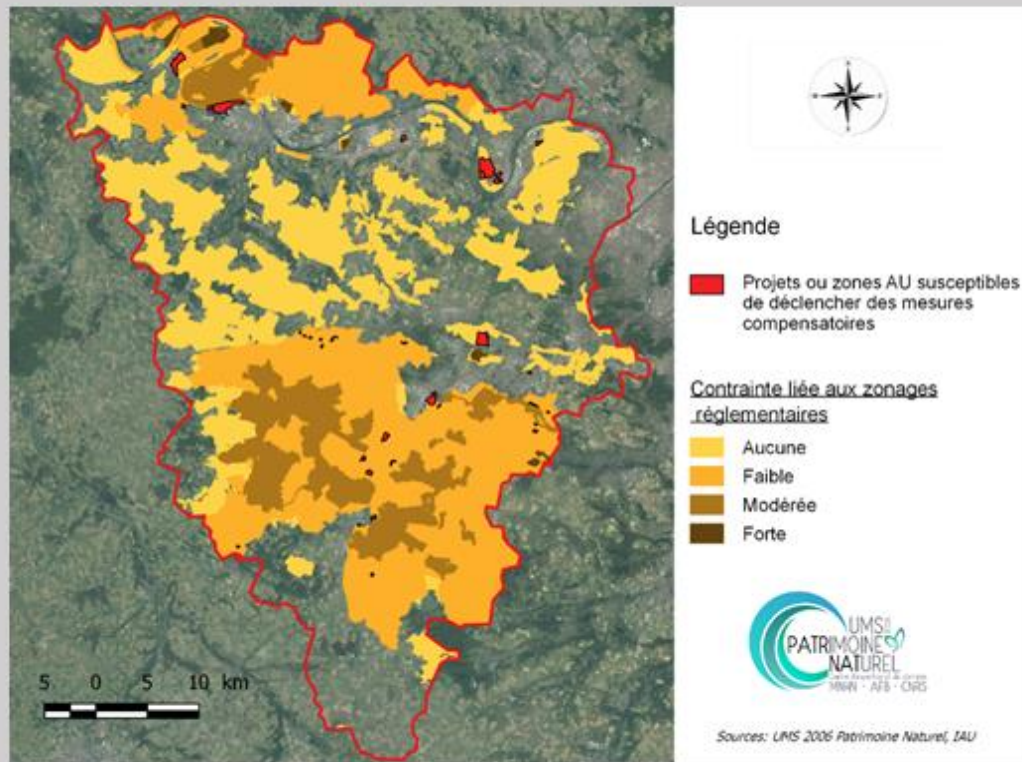 Légende
Projets ou zones AU susceptibles
de déclencher des mesures
compensatoires
Contrainte liée aux zonages
réglementaires
Aucune
Faible
Modérée
Forte
5 0 5 10 km
UMS
PATRIMOINE
NATUREL
MNHN - AFB - CNRS
Sources: UMS 2006 Patrimoine Naturel, IAU